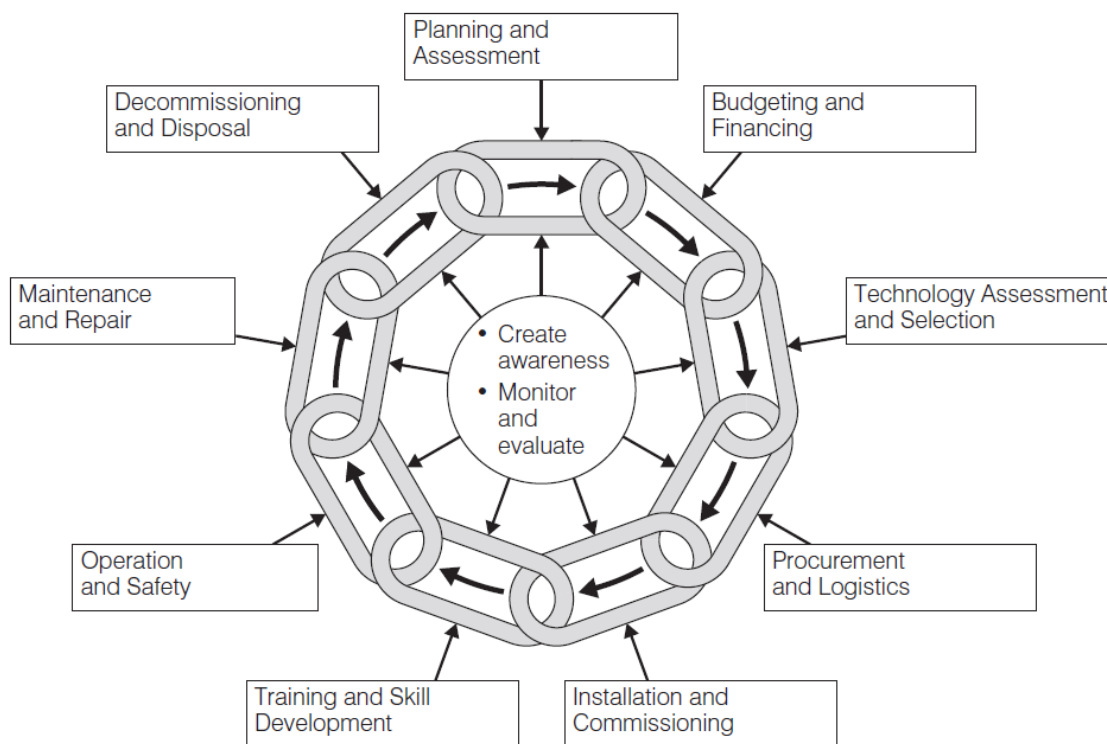 Planning and
Assessment
Budgeting and
Financing
Technology Assessment
and Selection
Procurement
and Logistics
Installation and
Commissioning
Training and Skill
Development
Operation
and Safety
Maintenance
and Repair
Decommissioning
and Disposal
• Create
awareness
• Monitor
and
evaluate